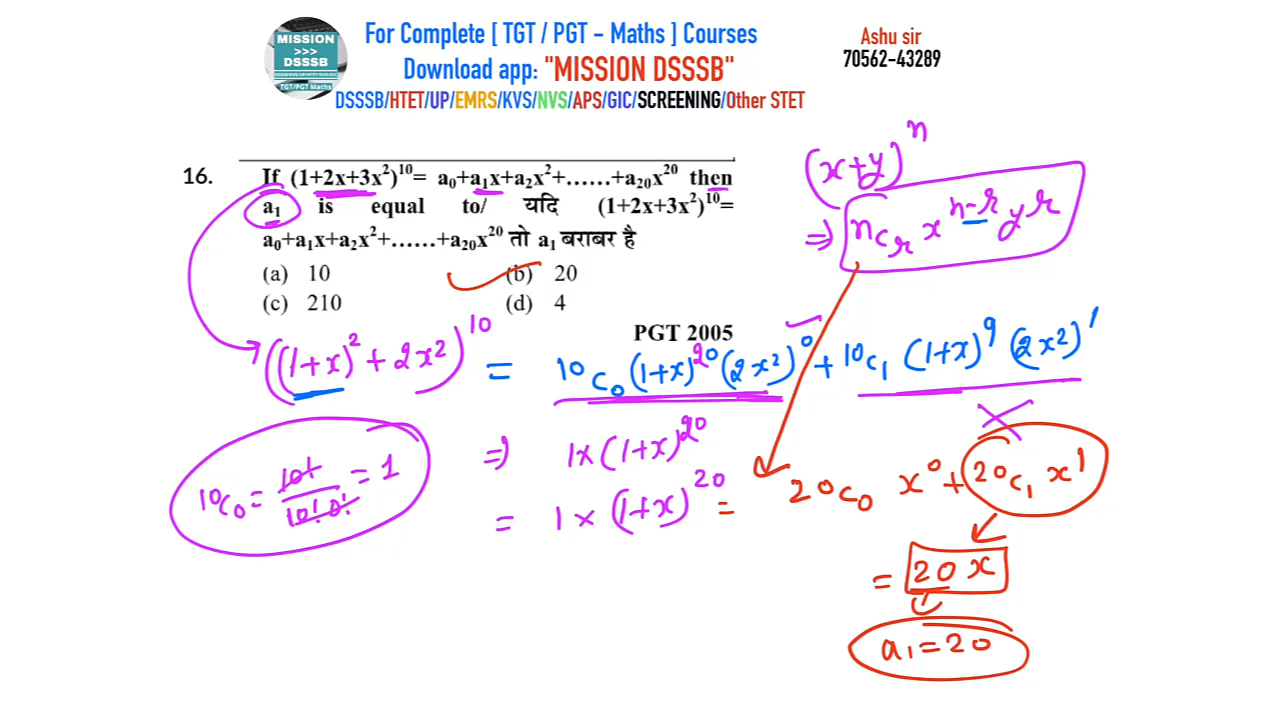 MISSION
>>>
DSSSB
TGT/PGT Maths
For Complete [ TGT / PGT - Maths ] Courses
Download app: "MISSION DSSSB"
DSSSB/HTET/UP/EMRS/KVS/NVS/APS/GIC/SCREENING/Other STET
Ashu sir
70562-43289
16. If (1+2x+3x²)¹⁰= a₀+a₁x+a₂x²+......+a₂₀x²⁰ then
a₁ is equal to/ यदि (1+2x+3x²)¹⁰=
a₀+a₁x+a₂x²+......+a₂₀x²⁰ तो a₁ बराबर है
(a) 10 (b) 20
(c) 210 (d) 4
PGT 2005
(x+y)ⁿ
⇒ nCᵣ xⁿ⁻ʳ yʳ
((1+x)² + 2x²)¹⁰ = 10C₀ (1+x)²⁰ (2x²)⁰ + 10C₁ (1+x)⁹ (2x²)¹
⇒ 1×(1+x)²⁰
10C₀ = 10!/10! 0! = 1
= 1 × (1+x)²⁰ = 20C₀ x⁰ + 20C₁ x¹
= 20 x
a₁ = 20